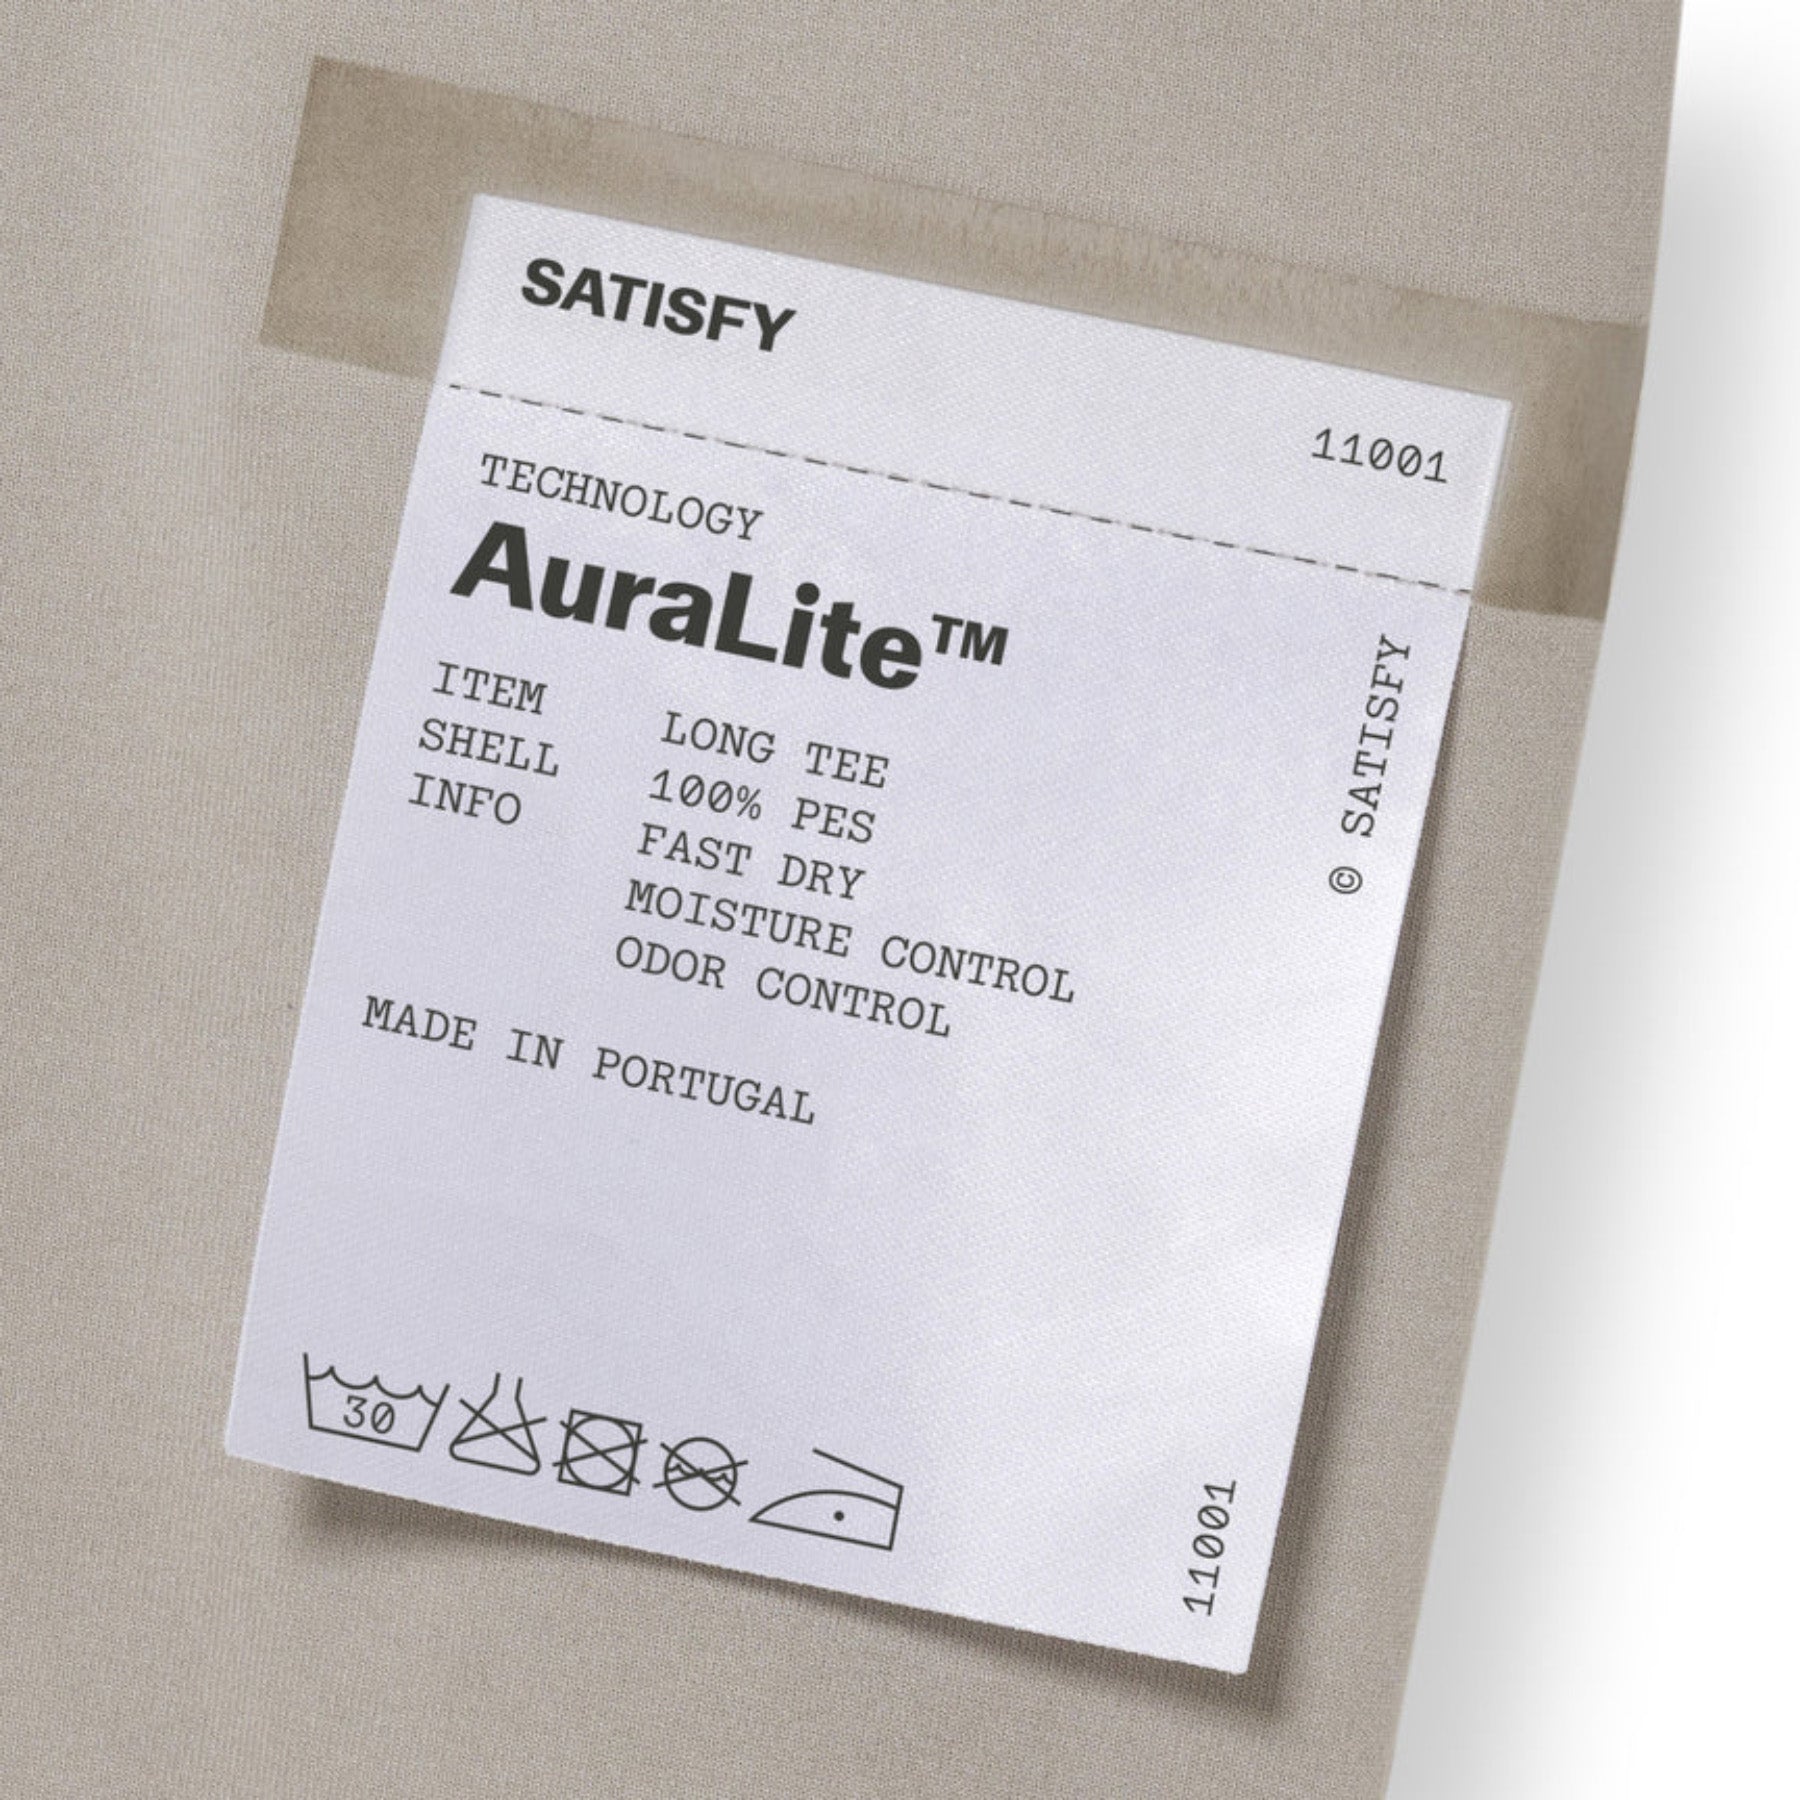 SATISFY
11001
TECHNOLOGY
AuraLite™
ITEM LONG TEE
SHELL 100% PES
INFO FAST DRY
MOISTURE CONTROL
ODOR CONTROL
MADE IN PORTUGAL
© SATISFY
30
11001